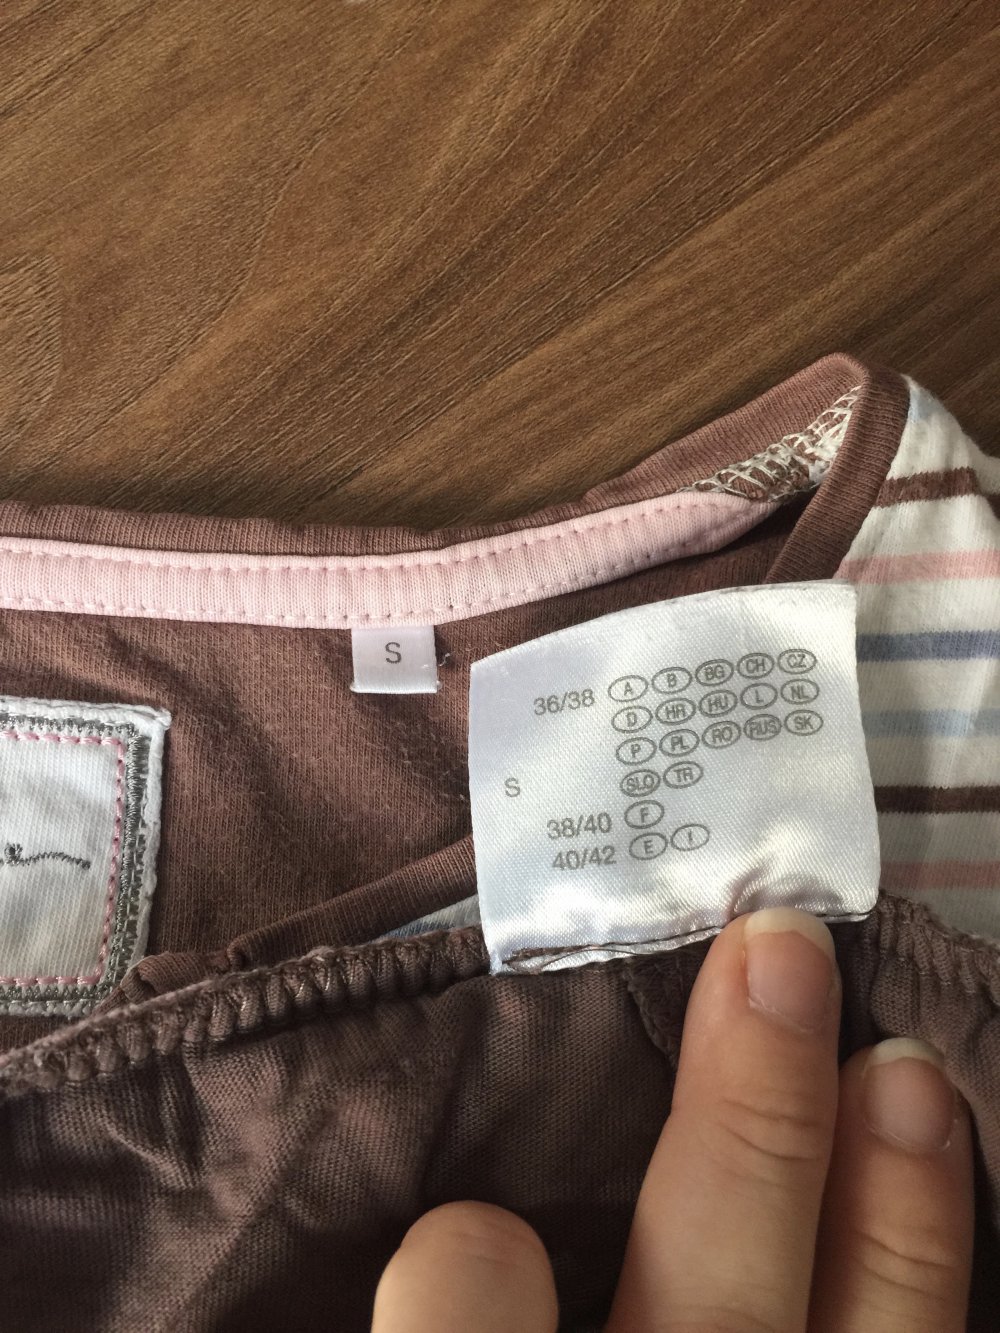 S
36/38 A B BG CH CZ
D HR HU L NL
P PL RO RUS SK
S
SLO TR
38/40 F
40/42 E I